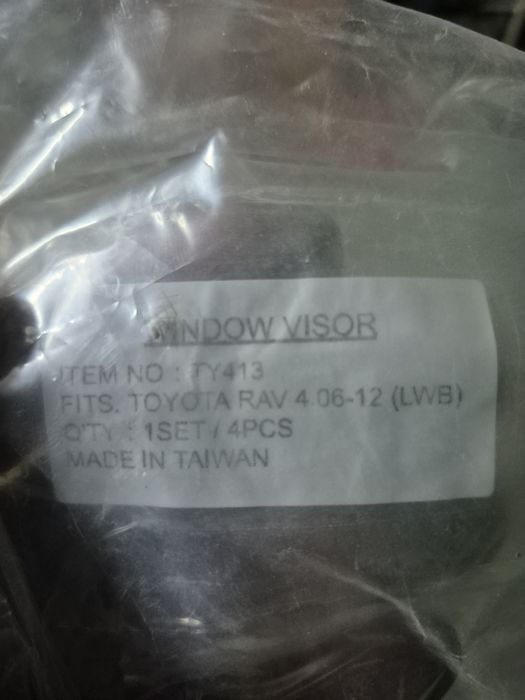 WINDOW VISOR
ITEM NO : TY413
FITS. TOYOTA RAV 4 06-12 (LWB)
Q'TY : 1SET / 4PCS
MADE IN TAIWAN